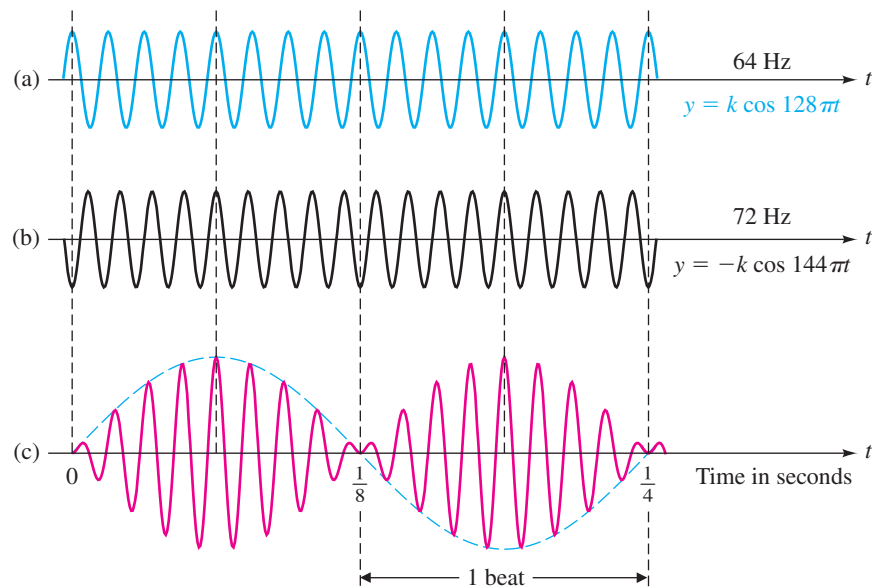 (a)
64 Hz
t
y = k cos 128πt
(b)
72 Hz
t
y = −k cos 144πt
(c)
t
0
1/8
1/4
Time in seconds
1 beat